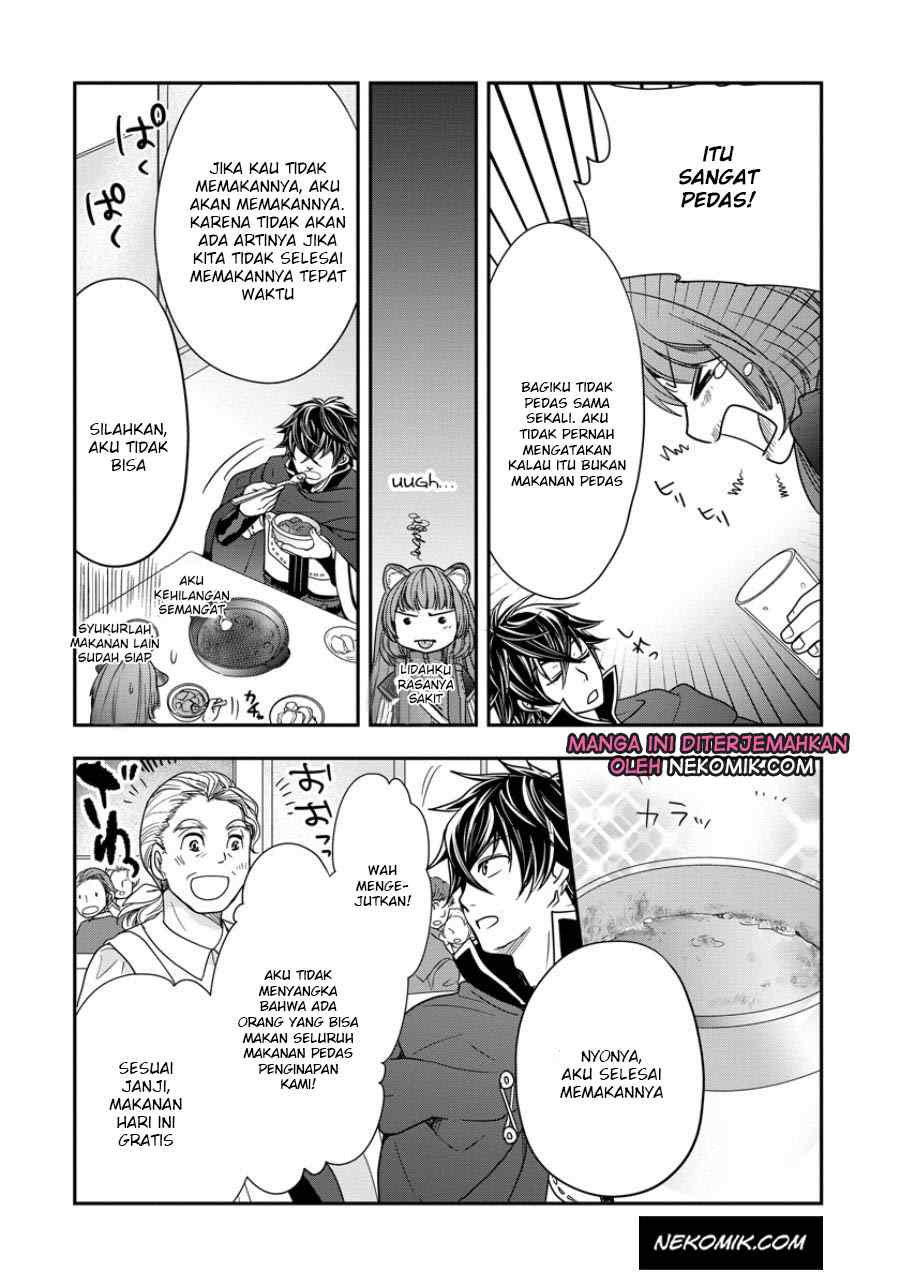 ITU
SANGAT
PEDAS!
BAGIKU TIDAK
PEDAS SAMA
SEKALI. AKU
TIDAK PERNAH
MENGATAKAN
KALAU ITU BUKAN
MAKANAN PEDAS
UUGh...
LIDAHKU
RASANYA
SAKIT
JIKA KAU TIDAK
MEMAKANNYA, AKU
AKAN MEMAKANNYA.
KARENA TIDAK AKAN
ADA ARTINYA JIKA
KITA TIDAK SELESAI
MEMAKANNYA TEPAT
WAKTU
ぱく
ぱく
SILAHKAN,
AKU TIDAK
BISA
AKU
KEHILANGAN
SEMANGAT
SYUKURLAH
MAKANAN LAIN
SUDAH SIAP
MANGA INI DITERJEMAHKAN
OLEH NEKOMIK.COM
カラッ
NYONYA,
AKU SELESAI
MEMAKANNYA
おおっ
WAH
MENGE-
JUTKAN!
AKU TIDAK
MENYANGKA
BAHWA ADA
ORANG YANG BISA
MAKAN SELURUH
MAKANAN PEDAS
PENGINAPAN
KAMI!
SESUAI
JANJI,
MAKANAN
HARI INI
GRATIS
NEKOMIK.COM